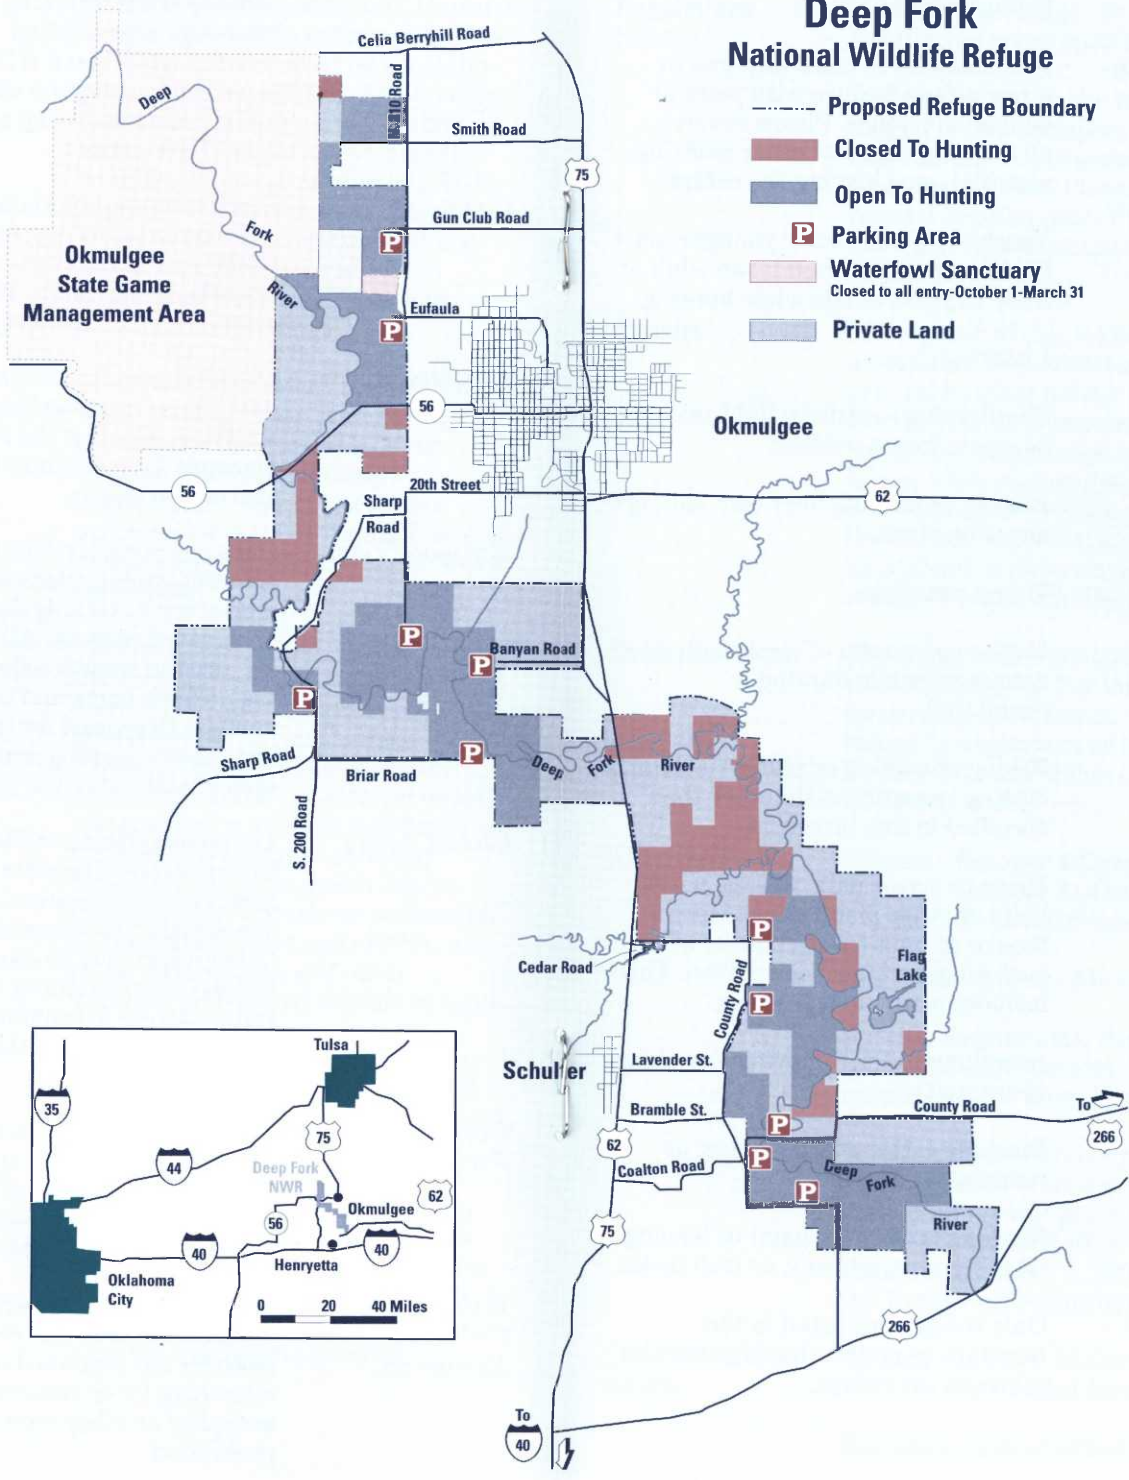 Deep Fork
National Wildlife Refuge
Proposed Refuge Boundary
Closed To Hunting
Open To Hunting
P Parking Area
Waterfowl Sanctuary
Closed to all entry-October 1-March 31
Private Land
Celia Berryhill Road
Deep
Smith Road
75
Gun Club Road
P
Fork
Okmulgee
State Game
Management Area
River
Eufaula
P
56
Okmulgee
56
20th Street
62
Sharp
Road
P
Banyan Road
P
P
P
Sharp Road
Briar Road
Deep
Fork
River
S. 200 Road
P
Cedar Road
County Road
Flag
Lake
P
Lavender St.
Schulter
Bramble St.
County Road
To
266
P
62
Coalton Road
P
Deep
Fork
P
River
75
266
To
40
Tulsa
35
75
44
Deep Fork
NWR
62
56
Okmulgee
40
40
Henryetta
Oklahoma
City
0 20 40 Miles